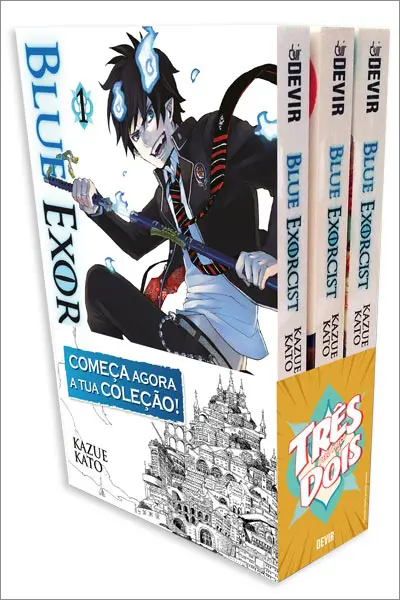 BLUE EXOR
1
COMEÇA AGORA
A TUA COLEÇÃO!
KAZUE
KATO
DEVIR
BLUE EXORCIST
KAZUE
KATO
DEVIR
BLUE EXORCIST
KAZUE
KATO
DEVIR
BLUE EXORCIST
KAZUE
KATO
TRÊS
DOIS
DEVIR